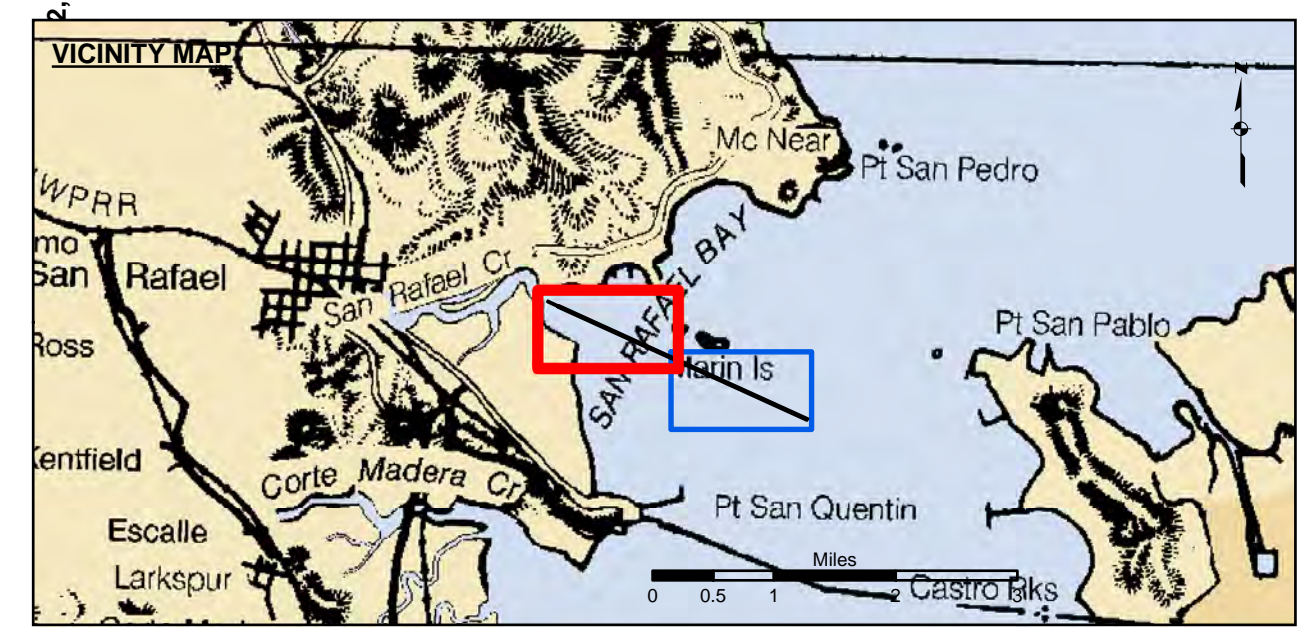 VICINITY MAP
N
Mc Near
Pt San Pedro
WPRR
mo
San Rafael
San Rafael Cr
SAN RAFAEL BAY
Ross
Pt San Pablo
Marin Is
Kentfield
Corte Madera Cr
Pt San Quentin
Escalle
Larkspur
Miles
0 0.5 1 2 3
Castro Rks